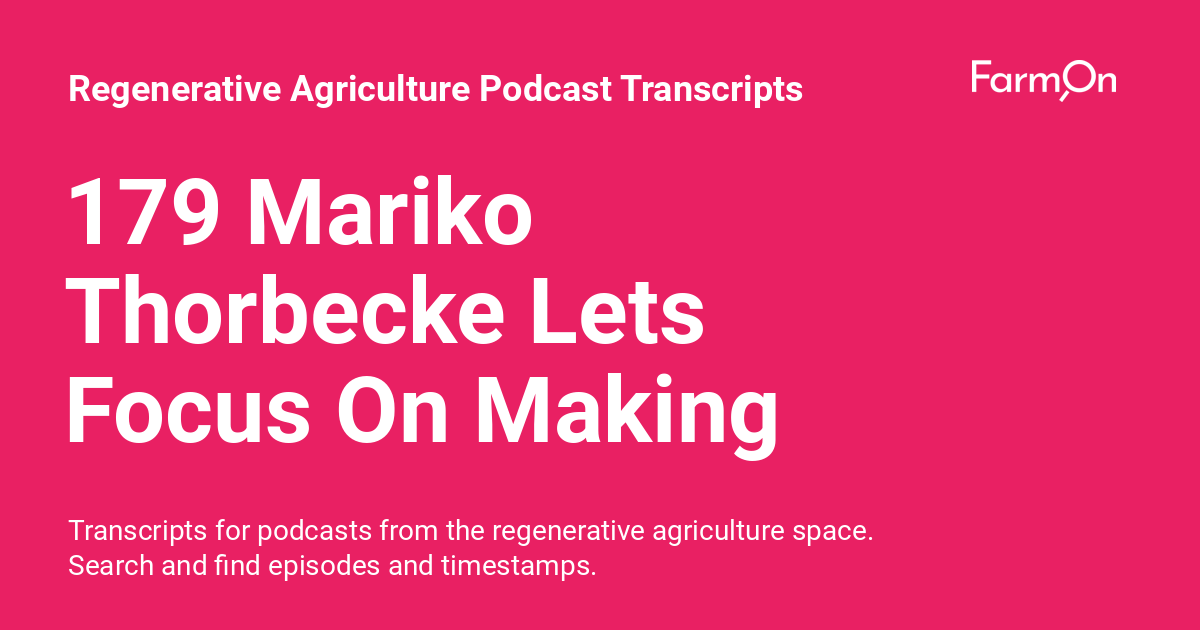 Regenerative Agriculture Podcast Transcripts
FarmOn
179 Mariko
Thorbecke Lets
Focus On Making
Transcripts for podcasts from the regenerative agriculture space.
Search and find episodes and timestamps.